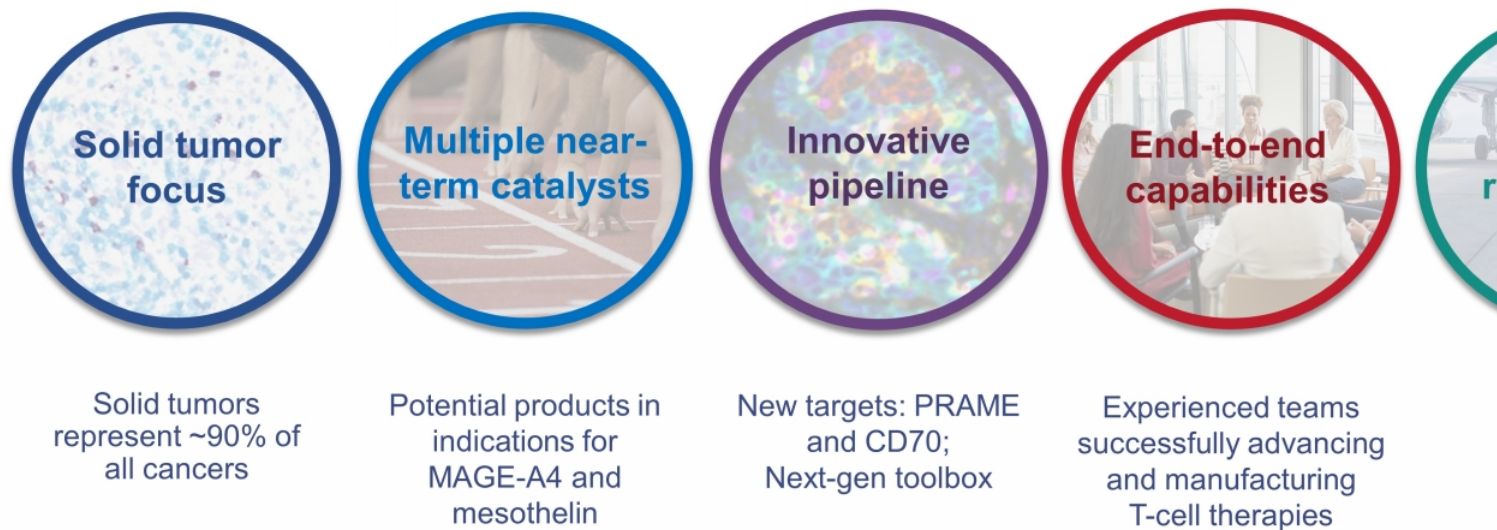 Solid tumor
focus
Multiple near-
term catalysts
Innovative
pipeline
End-to-end
capabilities
Solid tumors
represent ~90% of
all cancers
Potential products in
indications for
MAGE-A4 and
mesothelin
New targets: PRAME
and CD70;
Next-gen toolbox
Experienced teams
successfully advancing
and manufacturing
T-cell therapies